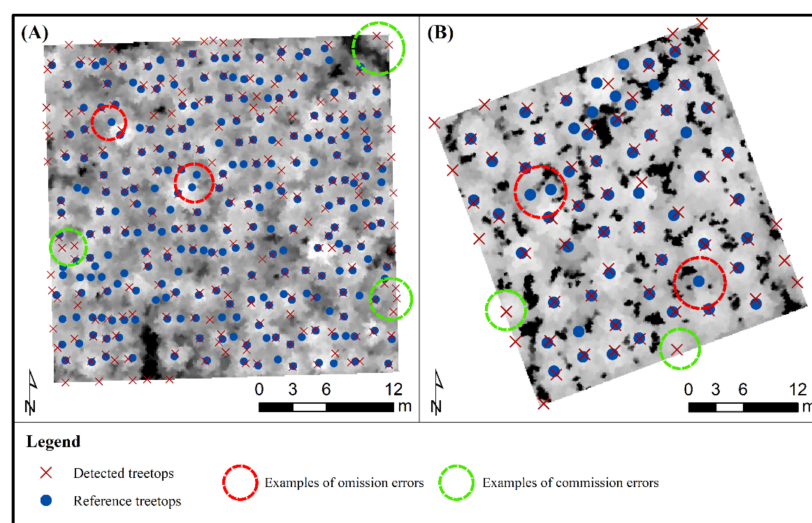 (A)
(B)
N
0 3 6 12
m
N
0 3 6 12
m
Legend
Detected treetops
Reference treetops
Examples of omission errors
Examples of commission errors